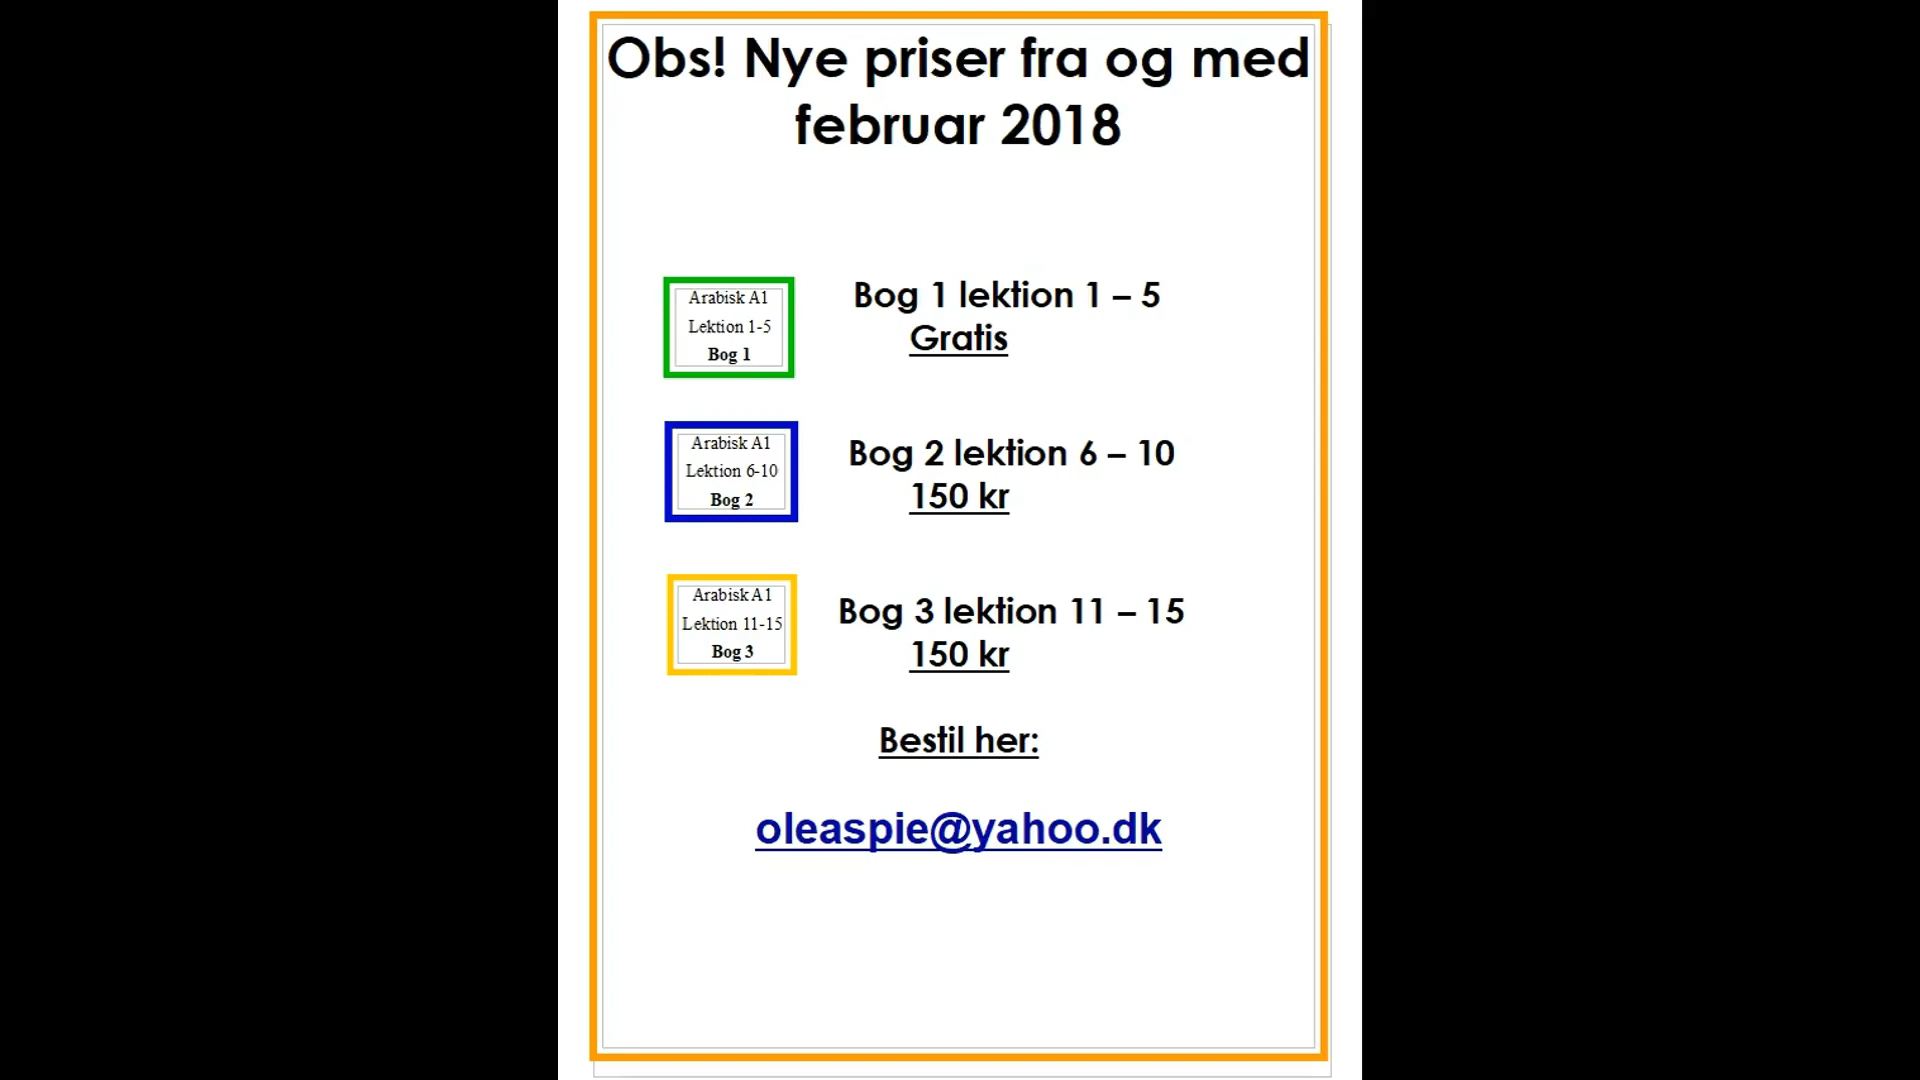 Obs! Nye priser fra og med
februar 2018
Arabisk A1
Lektion 1-5
Bog 1
Bog 1 lektion 1 – 5
Gratis
Arabisk A1
Lektion 6-10
Bog 2
Bog 2 lektion 6 – 10
150 kr
Arabisk A1
Lektion 11-15
Bog 3
Bog 3 lektion 11 – 15
150 kr
Bestil her:
oleaspie@yahoo.dk